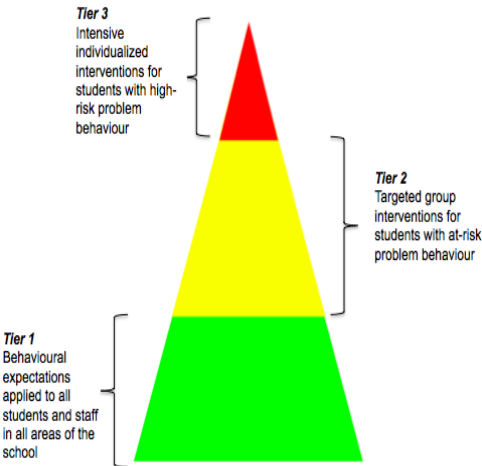 Tier 3
Intensive
individualized
interventions for
students with high-
risk problem
behaviour
Tier 2
Targeted group
interventions for
students with at-risk
problem behaviour
Tier 1
Behavioural
expectations
applied to all
students and staff
in all areas of the
school